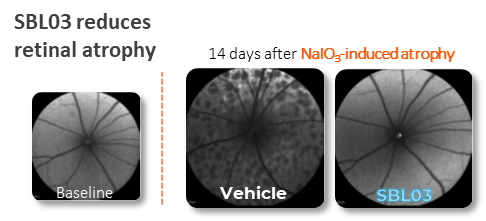 SBL03 reduces
retinal atrophy
14 days after NaIO₃-induced atrophy
Baseline
Vehicle
SBL03